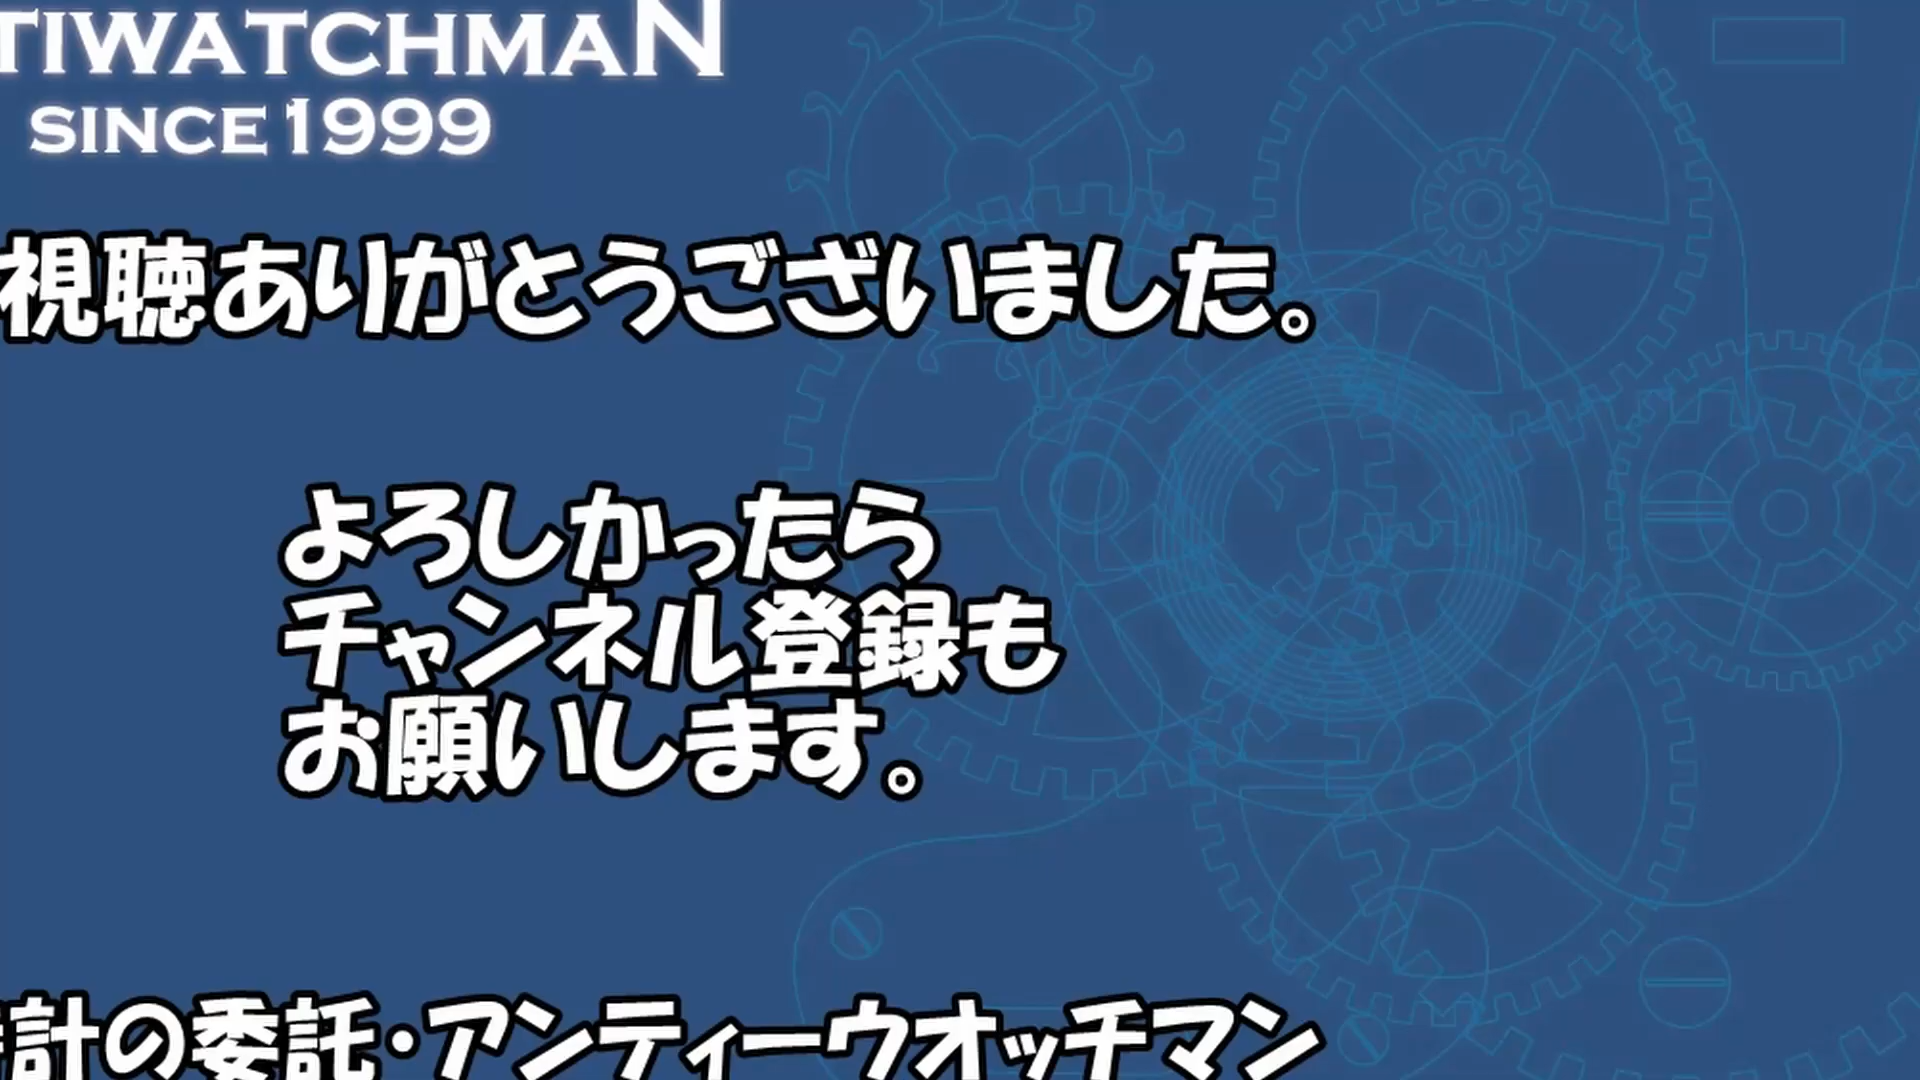 TIWATCHMAN
SINCE 1999
視聴ありがとうございました。
よろしかったら
チャンネル登録も
お願いします。
計の委託・アンティーウオッチマン